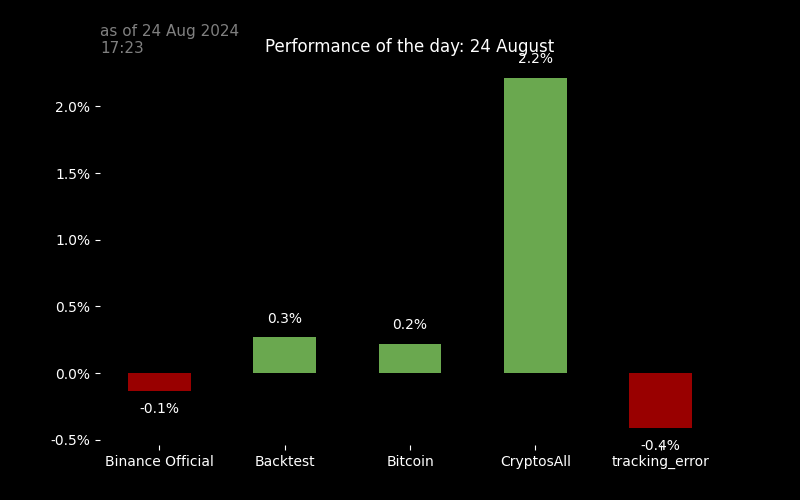 as of 24 Aug 2024
17:23
Performance of the day: 24 August
2.2%
2.0%
1.5%
1.0%
0.5%
0.3%
0.2%
0.0%
-0.1%
-0.5%
-0.4%
Binance Official
Backtest
Bitcoin
CryptosAll
tracking_error